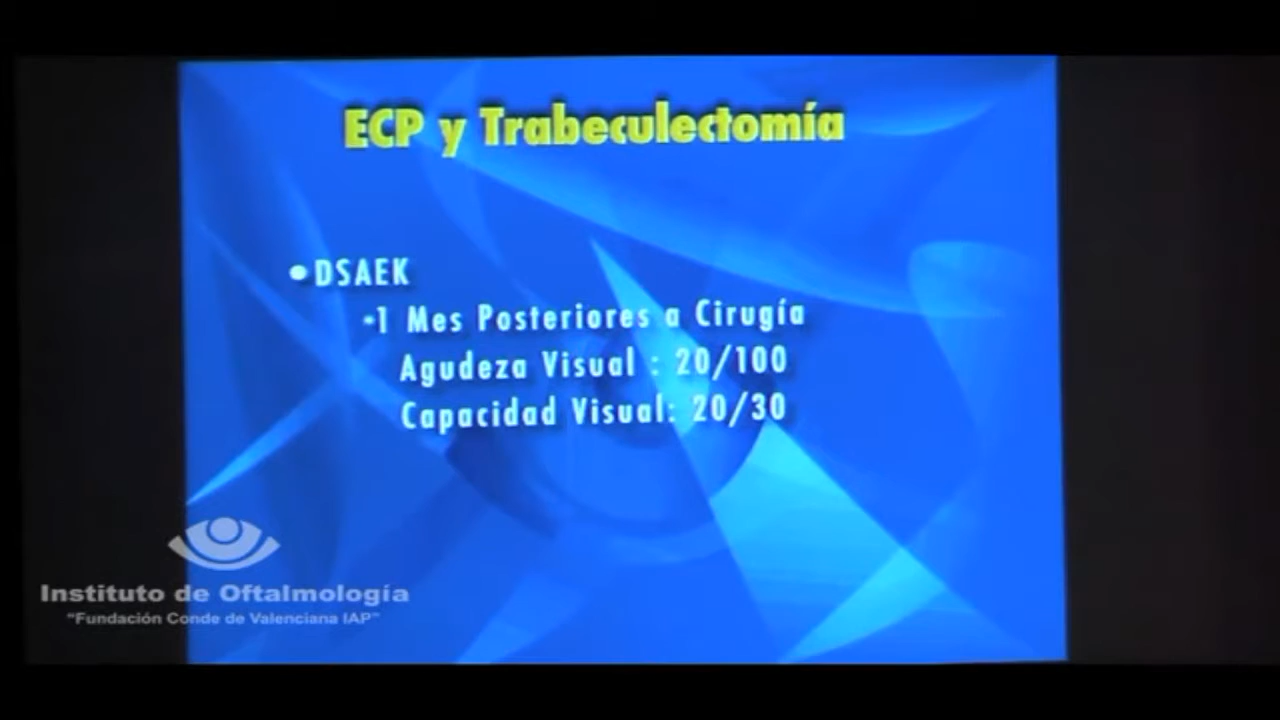 ECP y Trabeculectomía
•DSAEK
•1 Mes Posteriores a Cirugía
Agudeza Visual : 20/100
Capacidad Visual: 20/30
Instituto de Oftalmología
"Fundación Conde de Valenciana IAP"